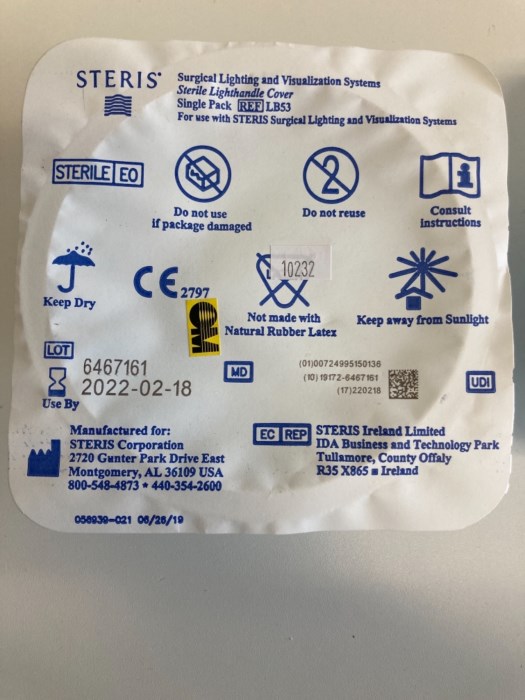 STERIS®
Surgical Lighting and Visualization Systems
Sterile Lighthandle Cover
Single Pack REF LB53
For use with STERIS Surgical Lighting and Visualization Systems
STERILE EO
2
i
Do not use
if package damaged
Do not reuse
Consult
Instructions
10232
Keep Dry
CE 2797
Not made with
Natural Rubber Latex
Keep away from Sunlight
LOT
6467161
2022-02-18
Use By
MD
(01)00724995150136
(10)19172-6467161
(17)220218
UDI
Manufactured for:
STERIS Corporation
2720 Gunter Park Drive East
Montgomery, AL 36109 USA
800-548-4873 * 440-354-2600
EC REP
STERIS Ireland Limited
IDA Business and Technology Park
Tullamore, County Offaly
R35 X865 ■ Ireland
056939-021 06/26/19